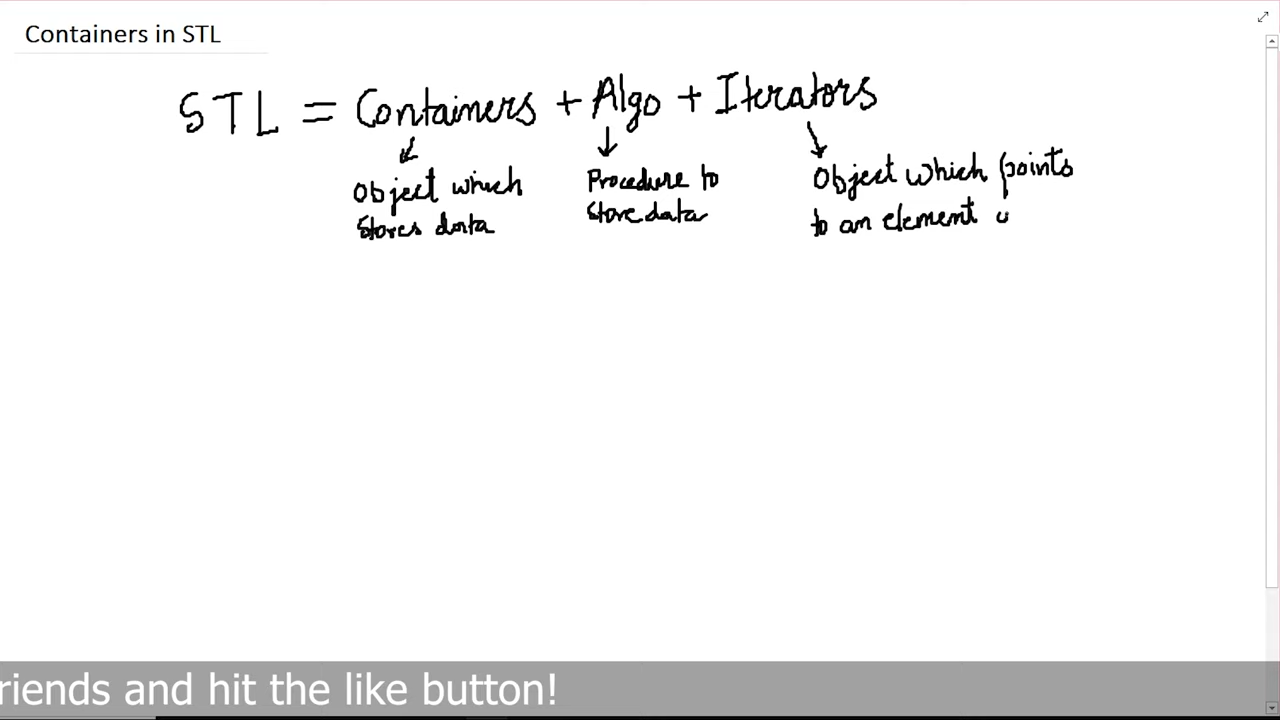 Containers in STL
STL = Containers + Algo + Iterators
Object which
Stores data
Procedure to
Store data
Object which points
to an element
riends and hit the like button!